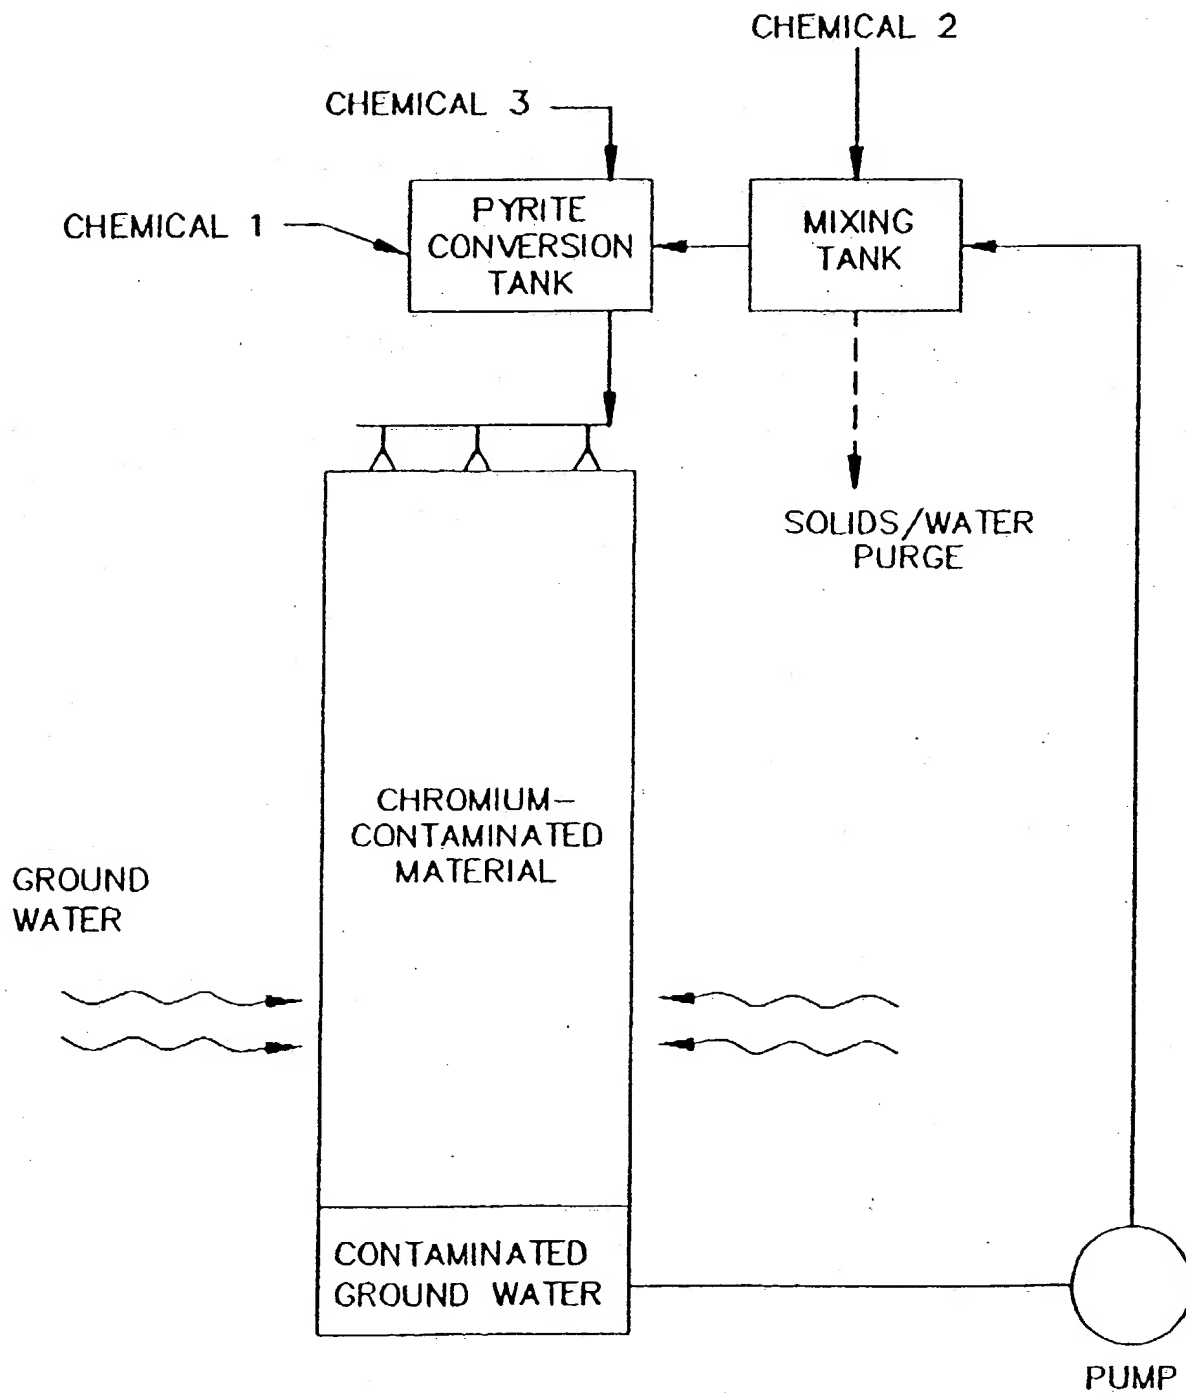 CHEMICAL 2
CHEMICAL 3
CHEMICAL 1
PYRITE
CONVERSION
TANK
MIXING
TANK
SOLIDS/WATER
PURGE
CHROMIUM-
CONTAMINATED
MATERIAL
GROUND
WATER
CONTAMINATED
GROUND WATER
PUMP